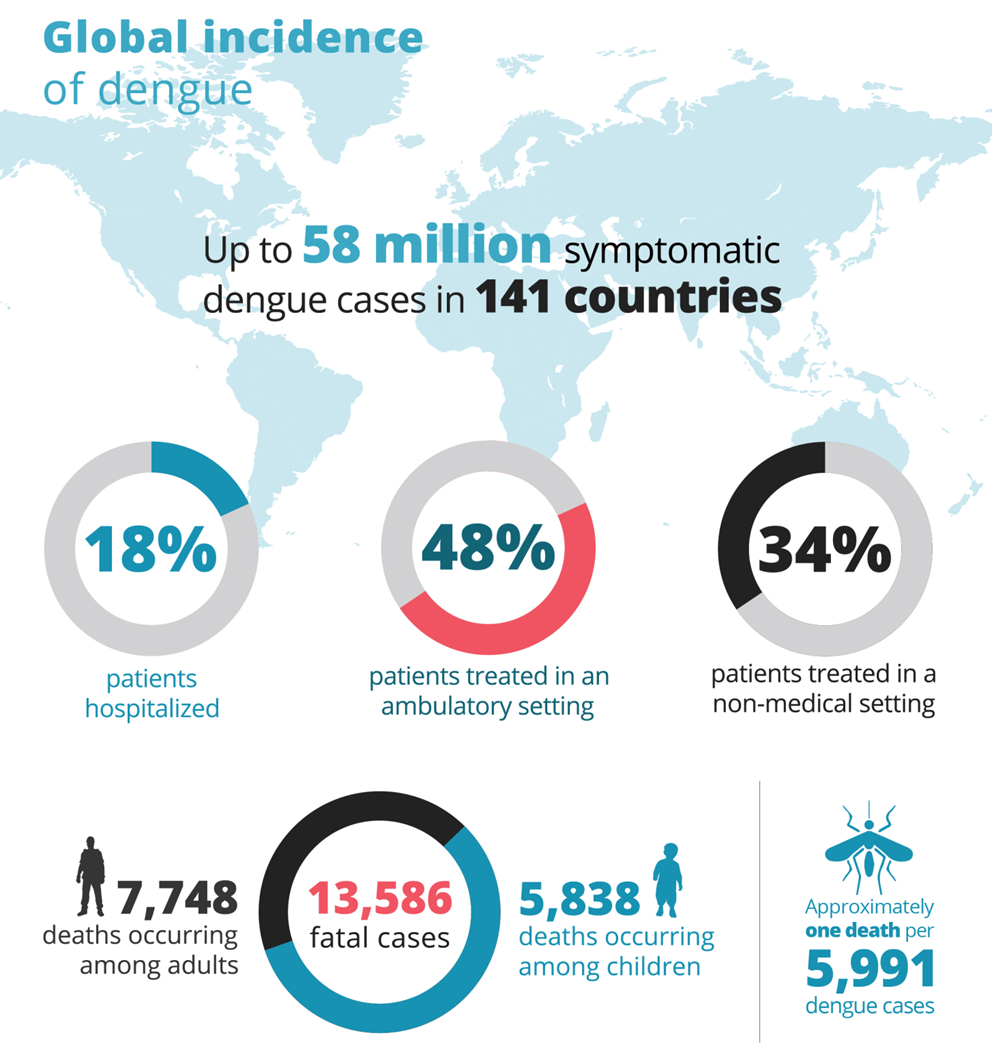 Global incidence
of dengue
Up to 58 million symptomatic
dengue cases in 141 countries
18%
patients
hospitalized
48%
patients treated in an
ambulatory setting
34%
patients treated in a
non-medical setting
7,748
deaths occurring
among adults
13,586
fatal cases
5,838
deaths occurring
among children
Approximately
one death per
5,991
dengue cases